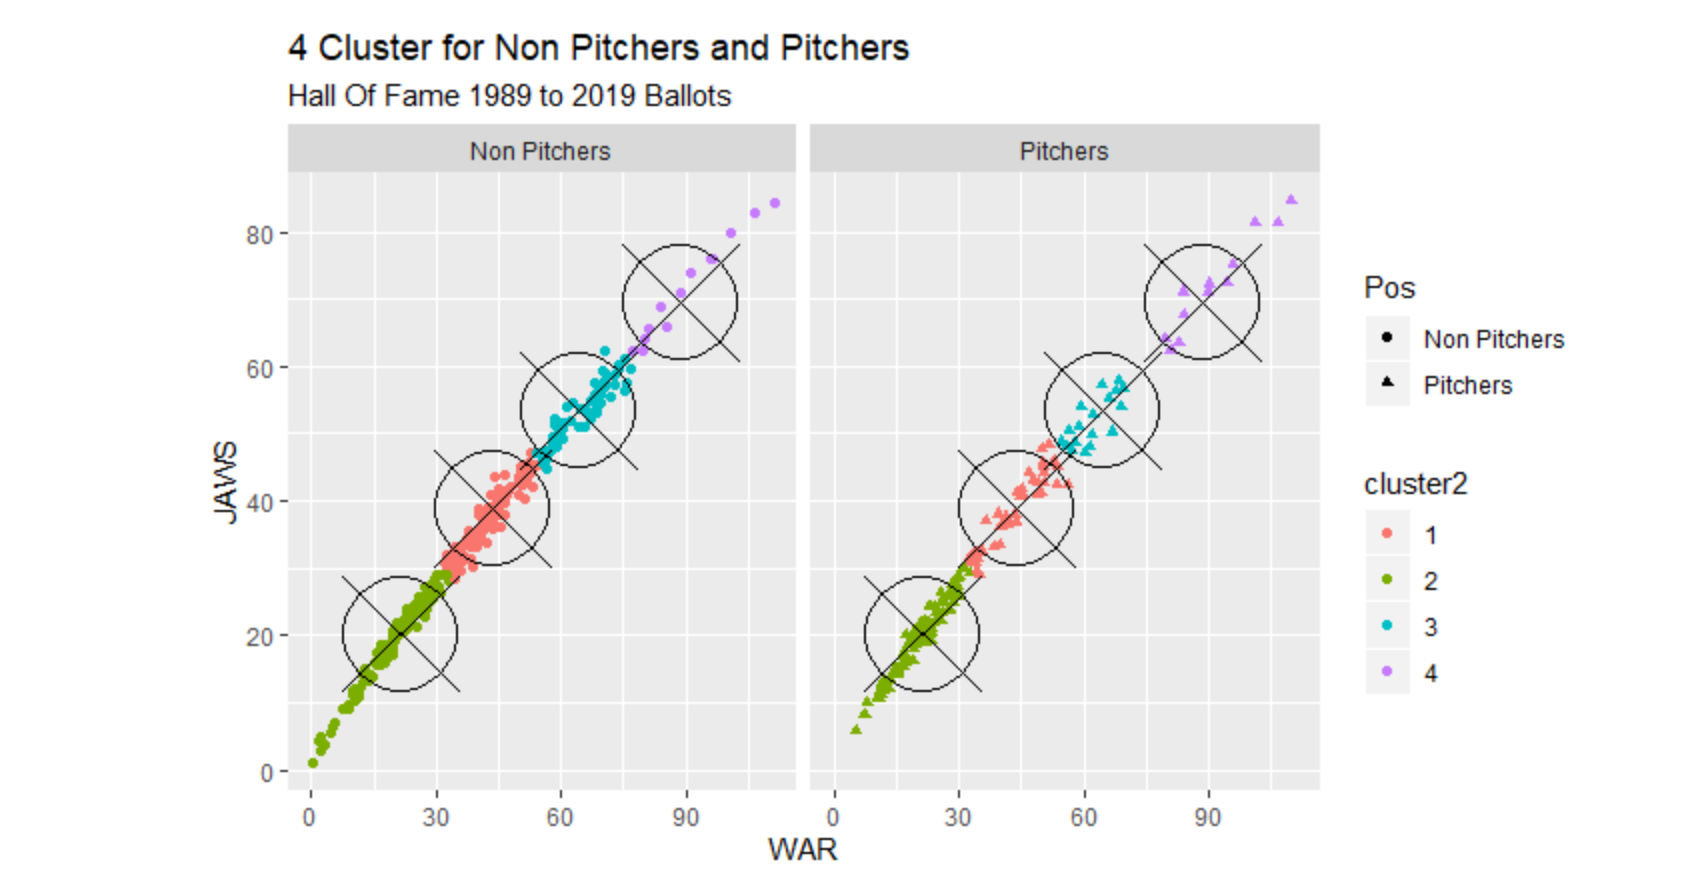 4 Cluster for Non Pitchers and Pitchers
Hall Of Fame 1989 to 2019 Ballots
Non Pitchers
Pitchers
80
60
40
20
0
JAWS
0 30 60 90
0 30 60 90
WAR
Pos
Non Pitchers
Pitchers
cluster2
1
2
3
4